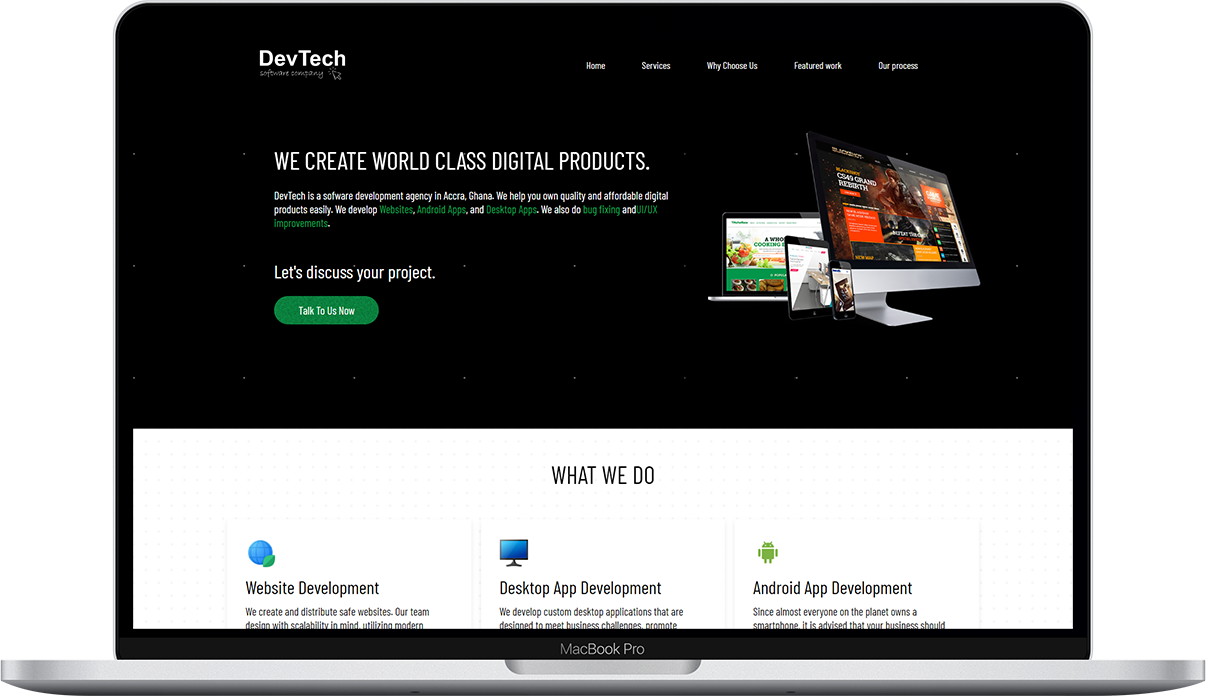 DevTech
software company
Home Services Why Choose Us Featured work Our process
WE CREATE WORLD CLASS DIGITAL PRODUCTS.
DevTech is a sofware development agency in Accra, Ghana. We help you own quality and affordable digital
products easily. We develop Websites, Android Apps, and Desktop Apps. We also do bug fixing andUI/UX
improvements.
Let's discuss your project.
Talk To Us Now
BLACKSHOT
CS49 GRAND
REBIRTH
WHAT WE DO
Website Development
We create and distribute safe websites. Our team
design with scalability in mind, utilizing modern
Desktop App Development
We develop custom desktop applications that are
designed to meet business challenges, promote
Android App Development
Since almost everyone on the planet owns a
smartphone, it is advised that your business should
MacBook Pro